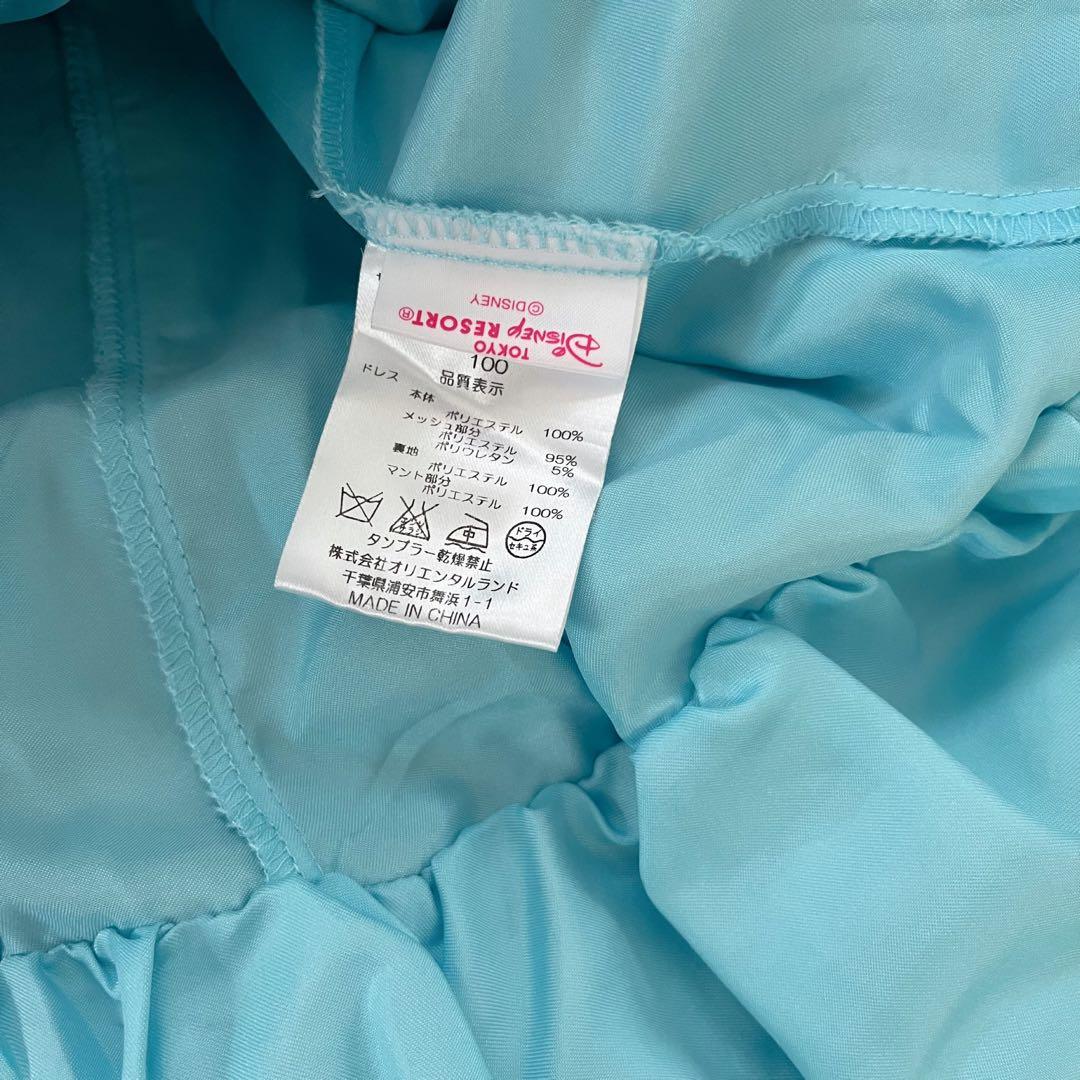 ©DISNEY
TOKYO
DISNEY RESORT®
100
品質表示
ドレス
本体
ポリエステル 100%
メッシュ部分
ポリエステル 95%
ポリウレタン 5%
裏地
ポリエステル 100%
マント部分
ポリエステル 100%
中
ドライ
セキユ系
タンブラー乾燥禁止
株式会社オリエンタルランド
千葉県浦安市舞浜1-1
MADE IN CHINA